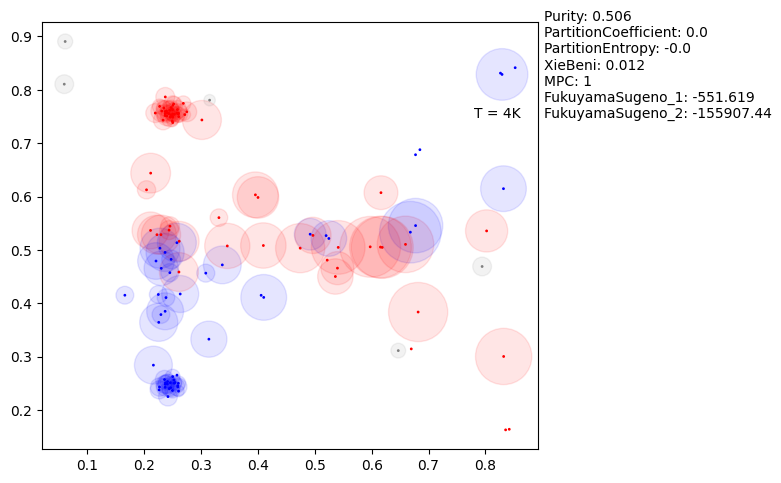 Purity: 0.506
PartitionCoefficient: 0.0
PartitionEntropy: -0.0
XieBeni: 0.012
MPC: 1
FukuyamaSugeno_1: -551.619
FukuyamaSugeno_2: -155907.44
T = 4K
0.9
0.8
0.7
0.6
0.5
0.4
0.3
0.2
0.1 0.2 0.3 0.4 0.5 0.6 0.7 0.8